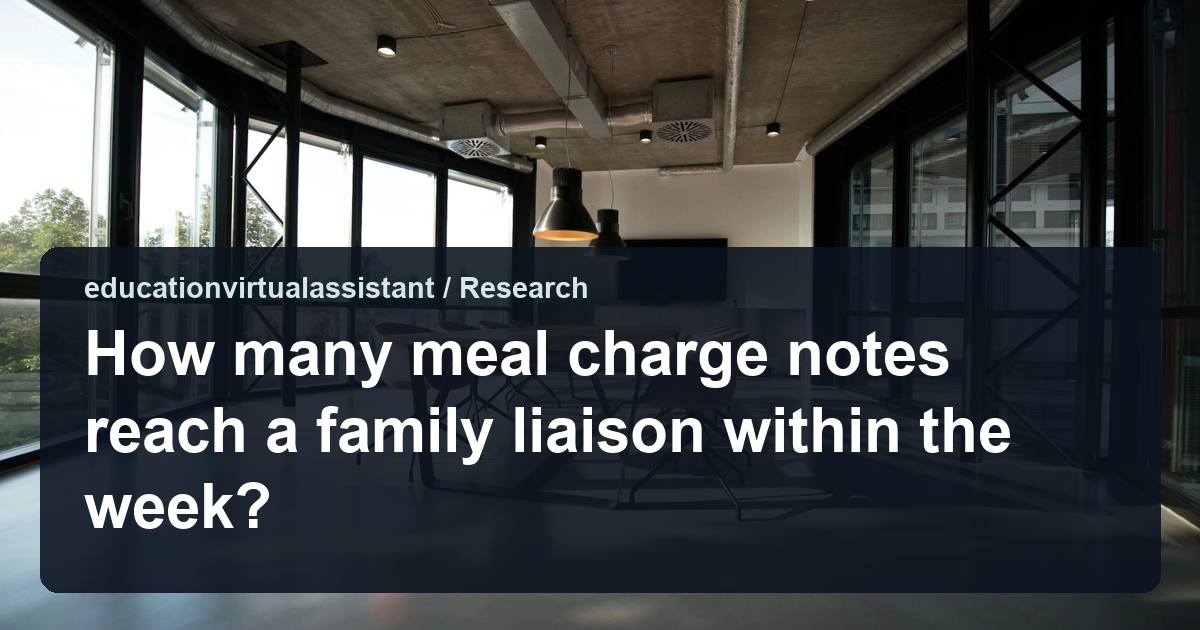 educationvirtualassistant / Research
How many meal charge notes
reach a family liaison within the
week?